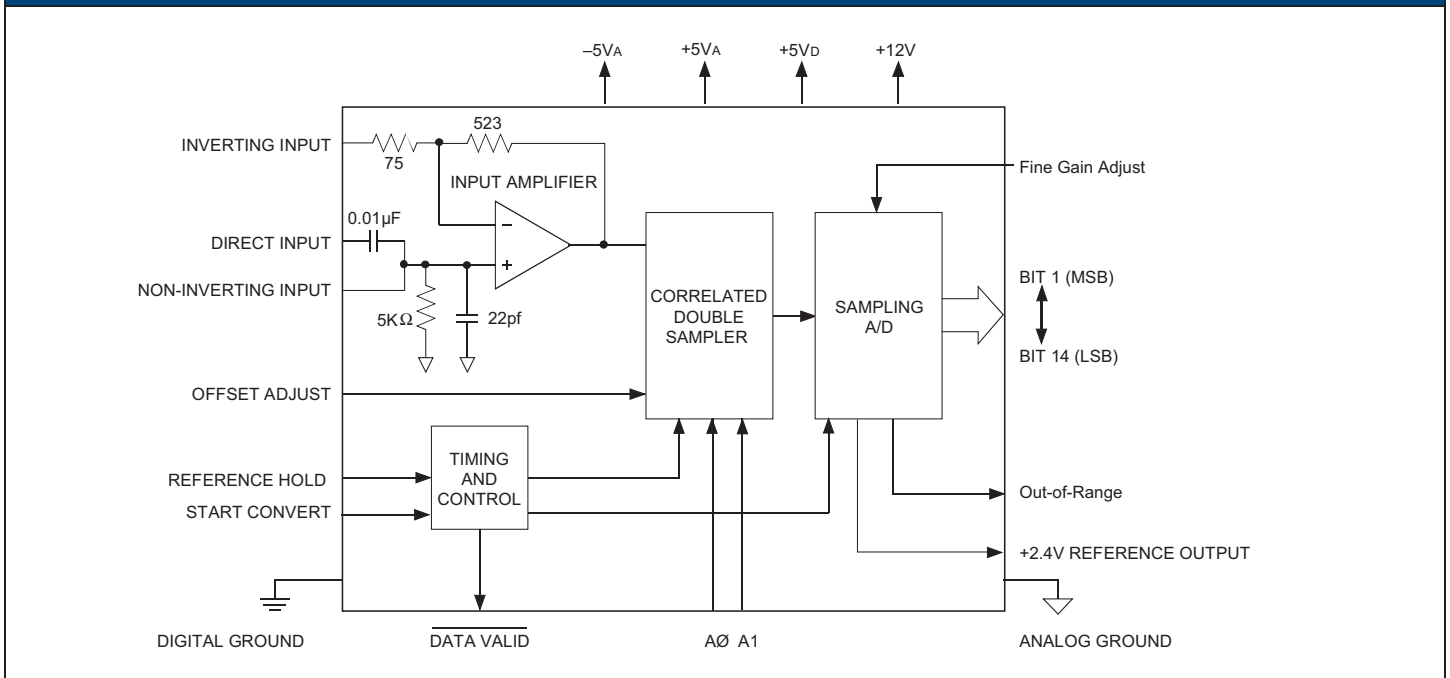 –5VA
+5VA
+5VD
+12V
INVERTING INPUT
75
523
INPUT AMPLIFIER
Fine Gain Adjust
0.01µF
DIRECT INPUT
–
+
NON-INVERTING INPUT
5KΩ
22pf
CORRELATED
DOUBLE
SAMPLER
SAMPLING
A/D
BIT 1 (MSB)
BIT 14 (LSB)
OFFSET ADJUST
REFERENCE HOLD
START CONVERT
TIMING
AND
CONTROL
Out-of-Range
+2.4V REFERENCE OUTPUT
DIGITAL GROUND
DATA VALID
AØ A1
ANALOG GROUND